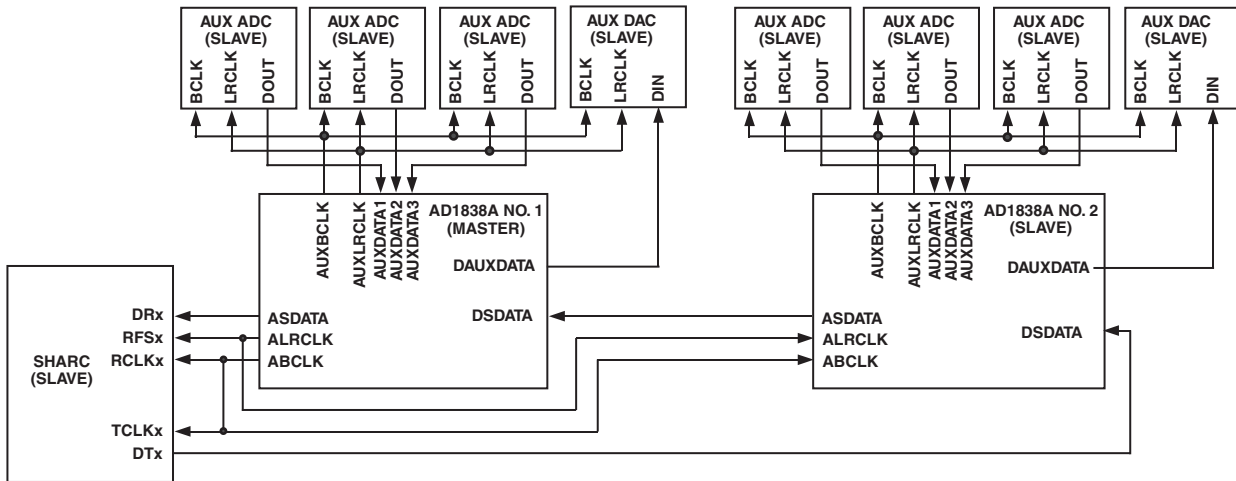 AUX ADC
(SLAVE)
BCLK
LRCLK
DOUT
AUX ADC
(SLAVE)
BCLK
LRCLK
DOUT
AUX ADC
(SLAVE)
BCLK
LRCLK
DOUT
AUX DAC
(SLAVE)
BCLK
LRCLK
DIN
AUX ADC
(SLAVE)
BCLK
LRCLK
DOUT
AUX ADC
(SLAVE)
BCLK
LRCLK
DOUT
AUX ADC
(SLAVE)
BCLK
LRCLK
DOUT
AUX DAC
(SLAVE)
BCLK
LRCLK
DIN
AUXBCLK
AUXLRCLK
AUXDATA1
AUXDATA2
AUXDATA3
AD1838A NO. 1
(MASTER)
DAUXDATA
DSDATA
ASDATA
ALRCLK
ABCLK
AUXBCLK
AUXLRCLK
AUXDATA1
AUXDATA2
AUXDATA3
AD1838A NO. 2
(SLAVE)
DAUXDATA
DSDATA
ASDATA
ALRCLK
ABCLK
SHARC
(SLAVE)
DRx
RFSx
RCLKx
TCLKx
DTx